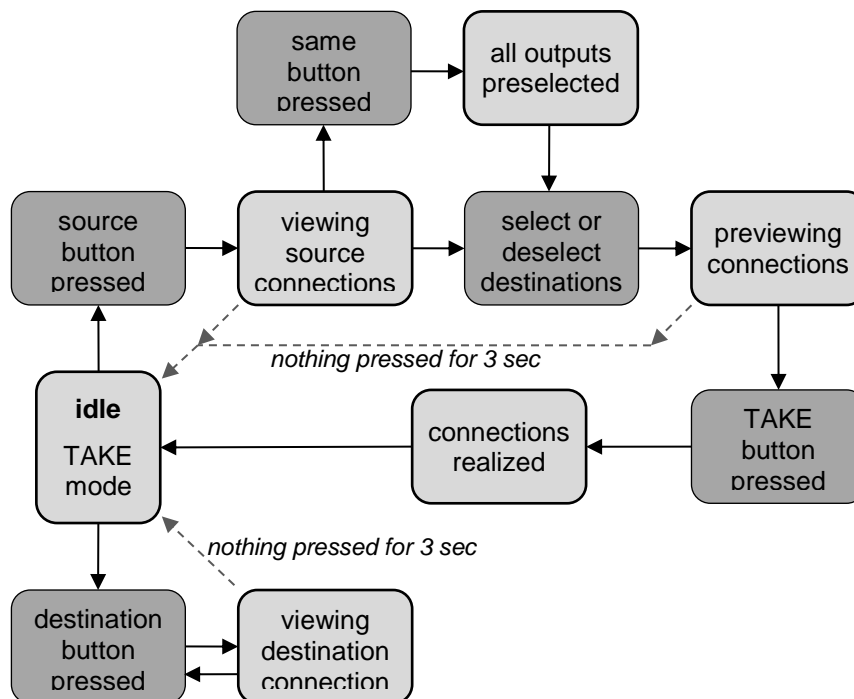 same
button
pressed
all outputs
preselected
source
button
pressed
viewing
source
connections
select or
deselect
destinations
previewing
connections
nothing pressed for 3 sec
idle
TAKE
mode
connections
realized
TAKE
button
pressed
nothing pressed for 3 sec
destination
button
pressed
viewing
destination
connection